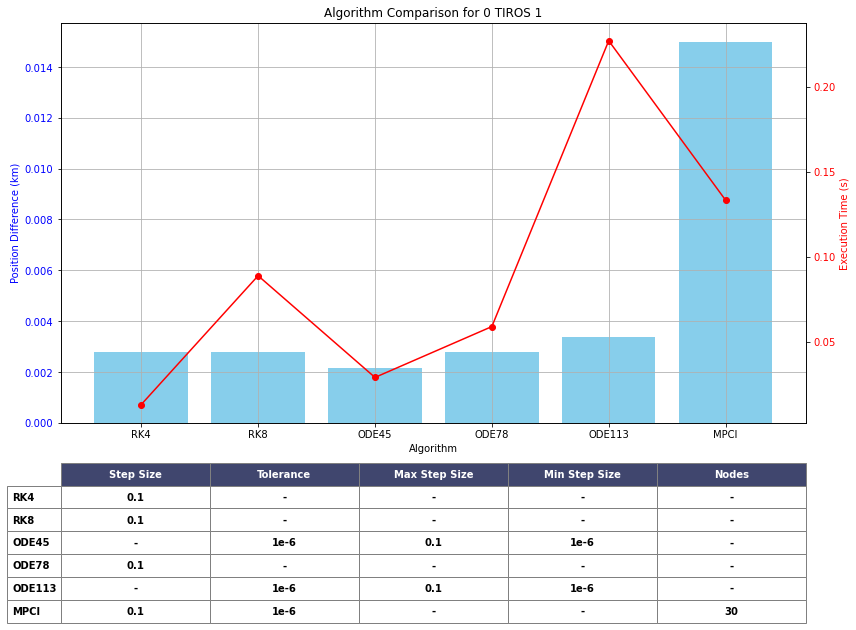 Algorithm Comparison for 0 TIROS 1
Position Difference (km)
0.014
0.012
0.010
0.008
0.006
0.004
0.002
0.000
0.20
0.15
0.10
0.05
Execution Time (s)
RK4 RK8 ODE45 ODE78 ODE113 MPCI
Algorithm
Step Size Tolerance Max Step Size Min Step Size Nodes
RK4 0.1 - - - -
RK8 0.1 - - - -
ODE45 - 1e-6 0.1 1e-6 -
ODE78 0.1 - - - -
ODE113 - 1e-6 0.1 1e-6 -
MPCI 0.1 1e-6 - - 30